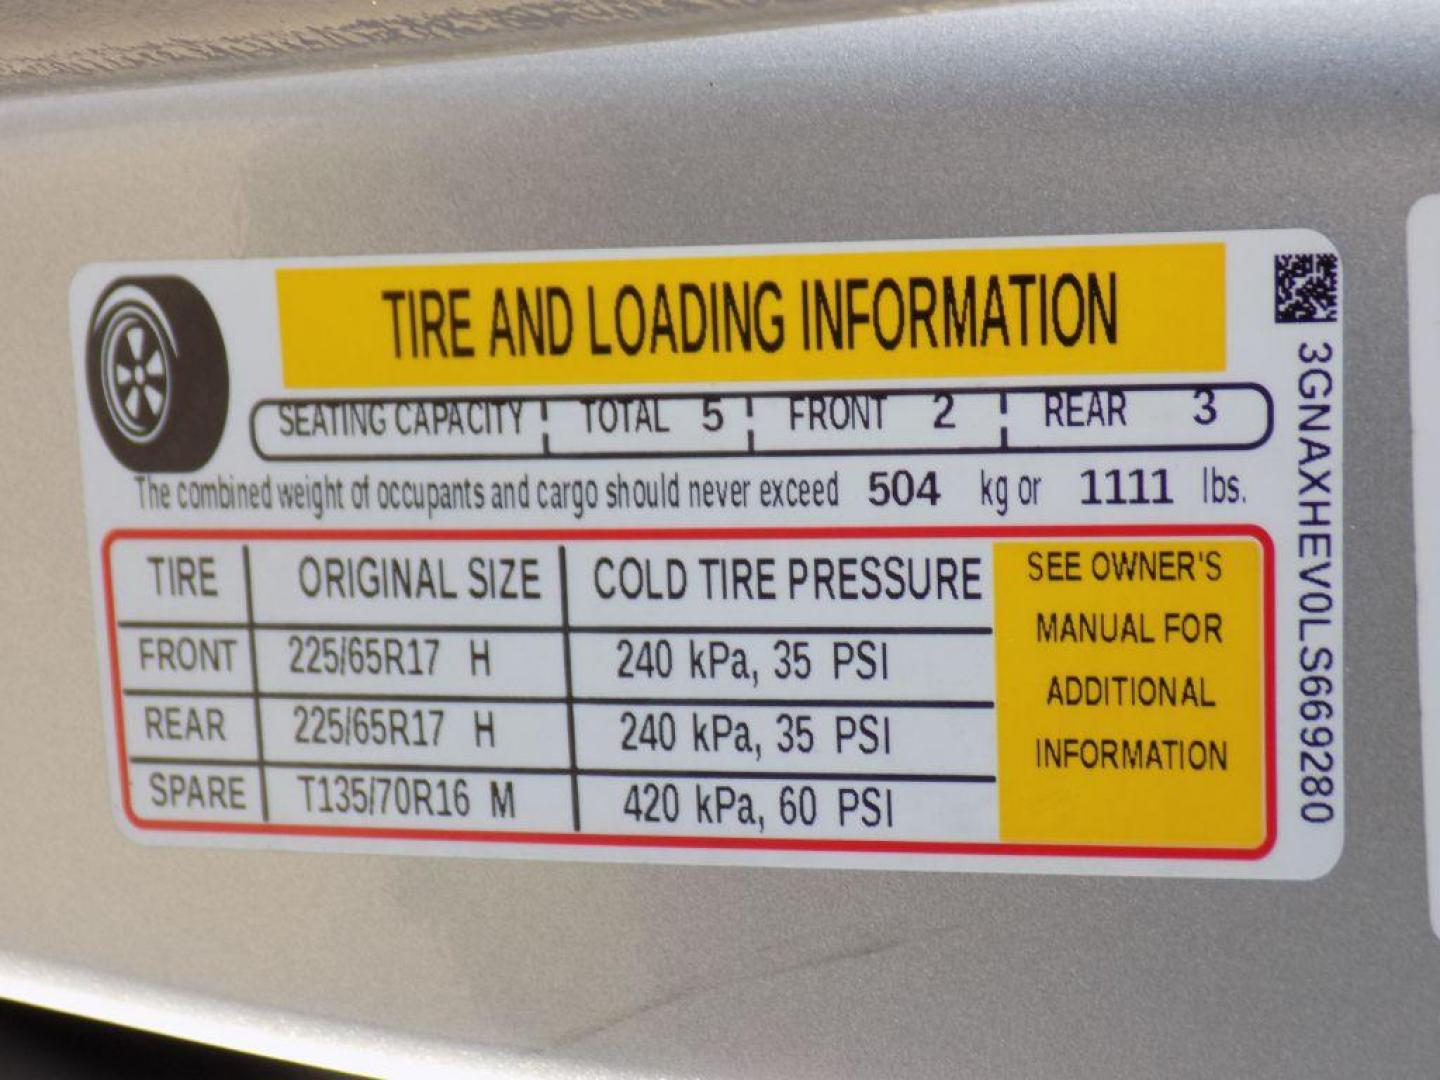 TIRE AND LOADING INFORMATION
SEATING CAPACITY TOTAL 5 FRONT 2 REAR 3
The combined weight of occupants and cargo should never exceed 504 kg or 1111 lbs.
TIRE ORIGINAL SIZE COLD TIRE PRESSURE
FRONT 225/65R17 H 240 kPa, 35 PSI
REAR 225/65R17 H 240 kPa, 35 PSI
SPARE T135/70R16 M 420 kPa, 60 PSI
SEE OWNER'S
MANUAL FOR
ADDITIONAL
INFORMATION
3GNAXHEV0LS669280